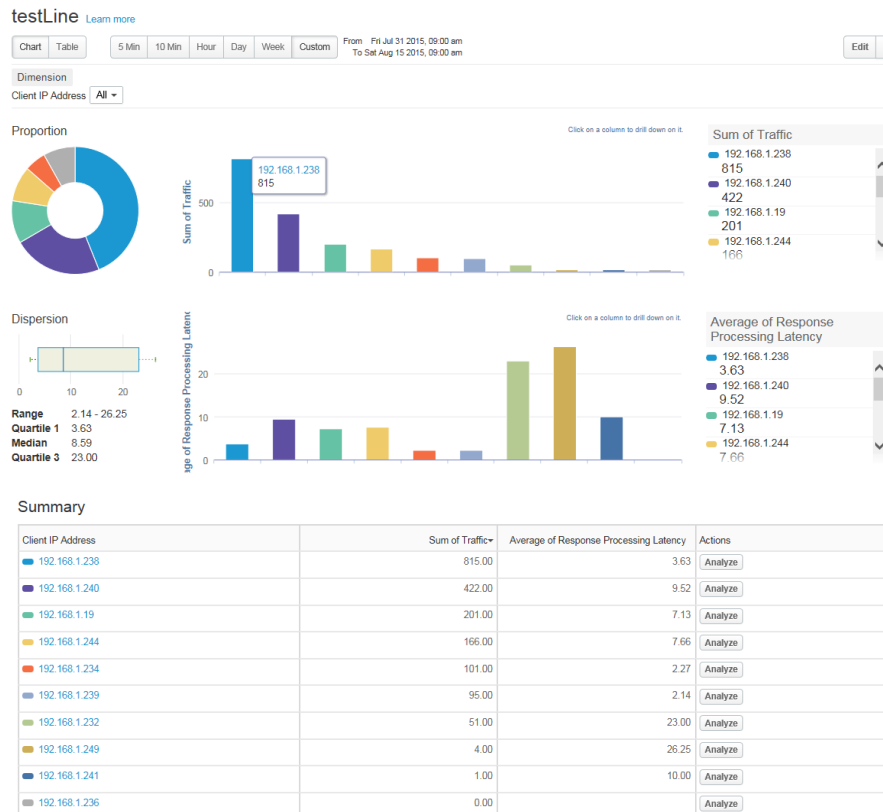 testLine Learn more
Chart Table 5 Min 10 Min Hour Day Week Custom From Fri Jul 31 2015, 09:00 am
To Sat Aug 15 2015, 09:00 am
Edit
Dimension
Client IP Address All
Proportion
Click on a column to drill down on it.
Sum of Traffic
500
0
192.168.1.238
815
Sum of Traffic
192.168.1.238
815
192.168.1.240
422
192.168.1.19
201
192.168.1.244
166
Dispersion
0 10 20
Range 2.14 - 26.25
Quartile 1 3.63
Median 8.59
Quartile 3 23.00
Click on a column to drill down on it.
of Response Processing
20
10
0
Average of Response
Processing Latency
192.168.1.238
3.63
192.168.1.240
9.52
192.168.1.19
7.13
192.168.1.244
7.66
Summary
Client IP Address Sum of Traffic Average of Response Processing Latency Actions
192.168.1.238 815.00 3.63 Analyze
192.168.1.240 422.00 9.52 Analyze
192.168.1.19 201.00 7.13 Analyze
192.168.1.244 166.00 7.66 Analyze
192.168.1.234 101.00 2.27 Analyze
192.168.1.239 95.00 2.14 Analyze
192.168.1.232 51.00 23.00 Analyze
192.168.1.249 4.00 26.25 Analyze
192.168.1.241 1.00 10.00 Analyze
192.168.1.236 0.00 Analyze